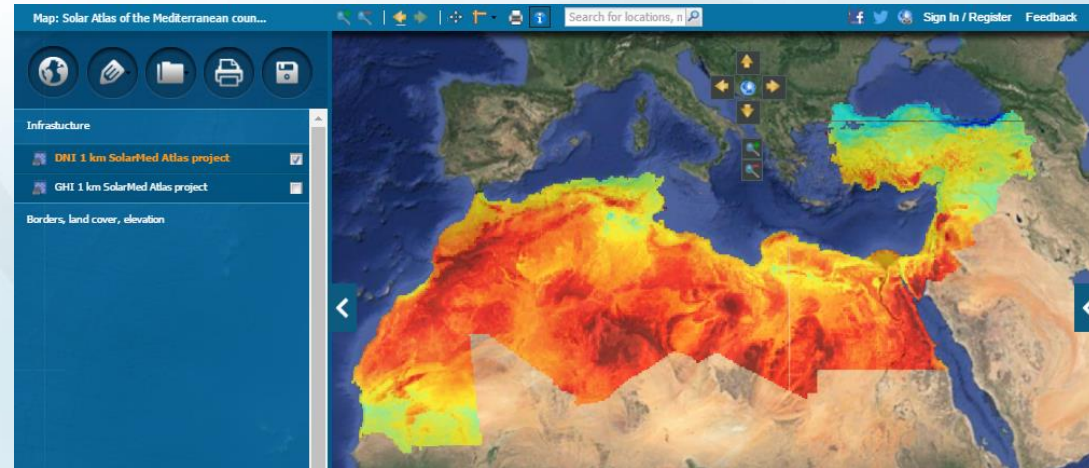 Map: Solar Atlas of the Mediterranean coun...
Search for locations, n
Sign In / Register
Feedback
Infrastucture
DNI 1 km SolarMed Atlas project
GHI 1 km SolarMed Atlas project
Borders, land cover, elevation